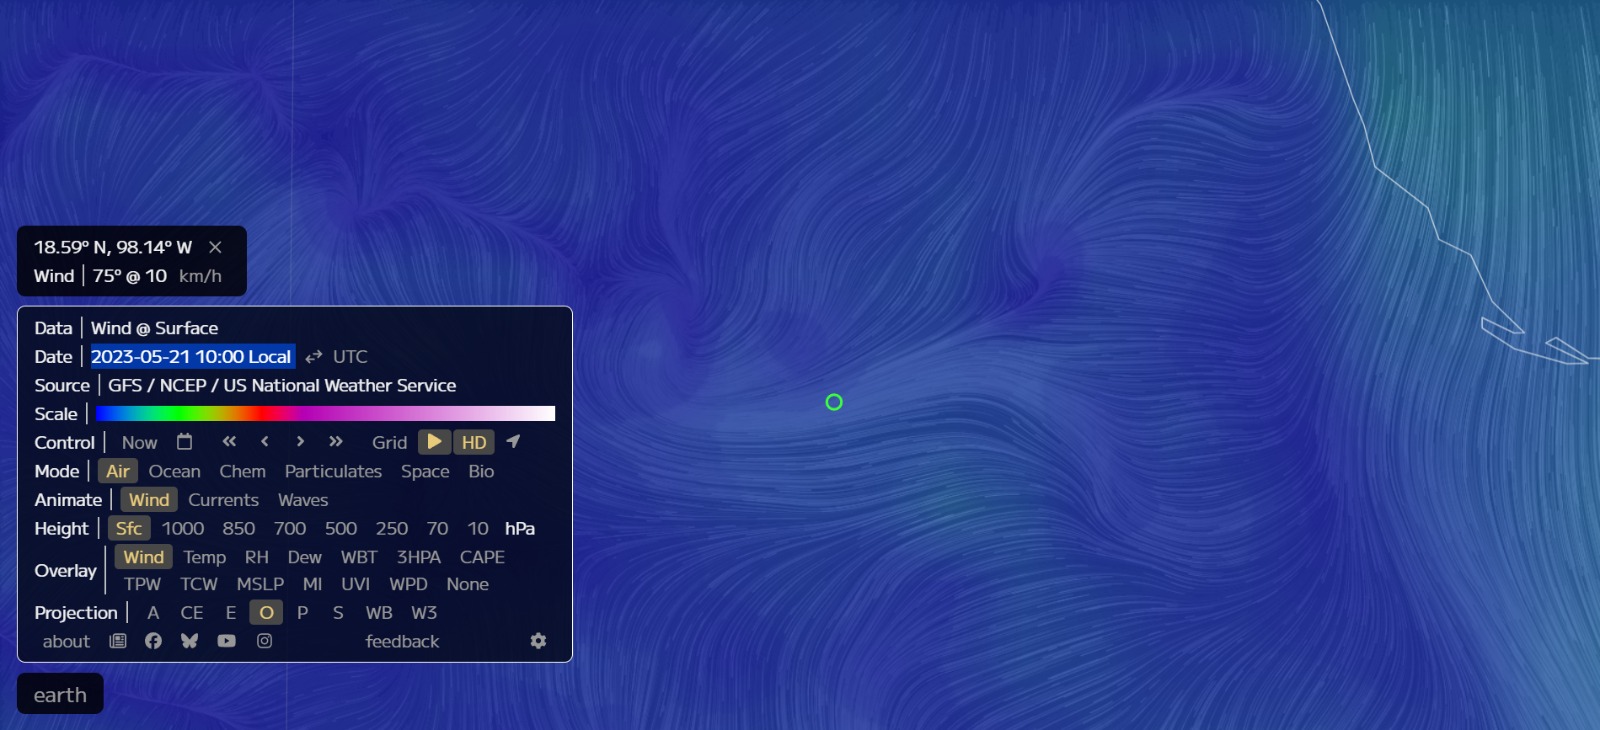 18.59° N, 98.14° W ×
Wind | 75° @ 10 km/h
Data | Wind @ Surface
Date | 2023-05-21 10:00 Local ⇄ UTC
Source | GFS / NCEP / US National Weather Service
Scale |
Control | Now « ‹ › » Grid HD
Mode | Air Ocean Chem Particulates Space Bio
Animate | Wind Currents Waves
Height | Sfc 1000 850 700 500 250 70 10 hPa
Overlay | Wind Temp RH Dew WBT 3HPA CAPE
TPW TCW MSLP MI UVI WPD None
Projection | A CE E O P S WB W3
about feedback
earth